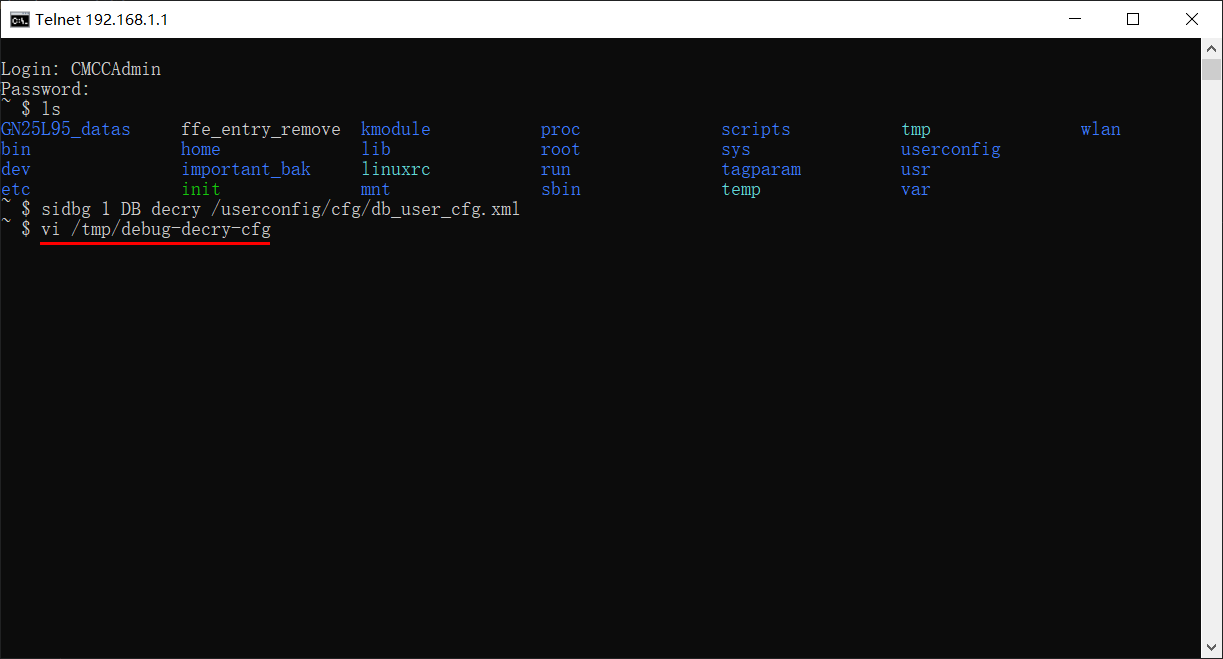 Telnet 192.168.1.1
Login: CMCCAdmin
Password:
~ $ ls
GN25L95_datas ffe_entry_remove kmodule proc scripts tmp wlan
bin home lib root sys userconfig
dev important_bak linuxrc run tagparam usr
etc init mnt sbin temp var
~ $ sidbg 1 DB decry /userconfig/cfg/db_user_cfg.xml
~ $ vi /tmp/debug-decry-cfg